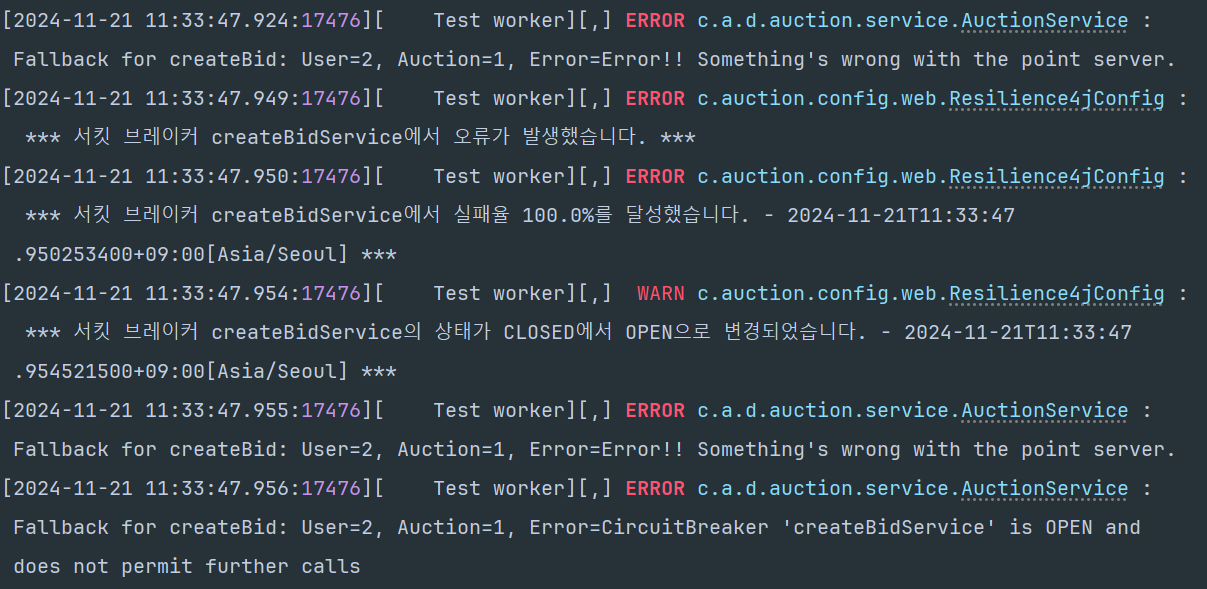 [2024-11-21 11:33:47.924:17476][    Test worker][,] ERROR c.a.d.auction.service.AuctionService :
Fallback for createBid: User=2, Auction=1, Error=Error!! Something's wrong with the point server.
[2024-11-21 11:33:47.949:17476][    Test worker][,] ERROR c.auction.config.web.Resilience4jConfig :
*** 서킷 브레이커 createBidService에서 오류가 발생했습니다. ***
[2024-11-21 11:33:47.950:17476][    Test worker][,] ERROR c.auction.config.web.Resilience4jConfig :
*** 서킷 브레이커 createBidService에서 실패율 100.0%를 달성했습니다. - 2024-11-21T11:33:47
.950253400+09:00[Asia/Seoul] ***
[2024-11-21 11:33:47.954:17476][    Test worker][,]  WARN c.auction.config.web.Resilience4jConfig :
*** 서킷 브레이커 createBidService의 상태가 CLOSED에서 OPEN으로 변경되었습니다. - 2024-11-21T11:33:47
.954521500+09:00[Asia/Seoul] ***
[2024-11-21 11:33:47.955:17476][    Test worker][,] ERROR c.a.d.auction.service.AuctionService :
Fallback for createBid: User=2, Auction=1, Error=Error!! Something's wrong with the point server.
[2024-11-21 11:33:47.956:17476][    Test worker][,] ERROR c.a.d.auction.service.AuctionService :
Fallback for createBid: User=2, Auction=1, Error=CircuitBreaker 'createBidService' is OPEN and
does not permit further calls